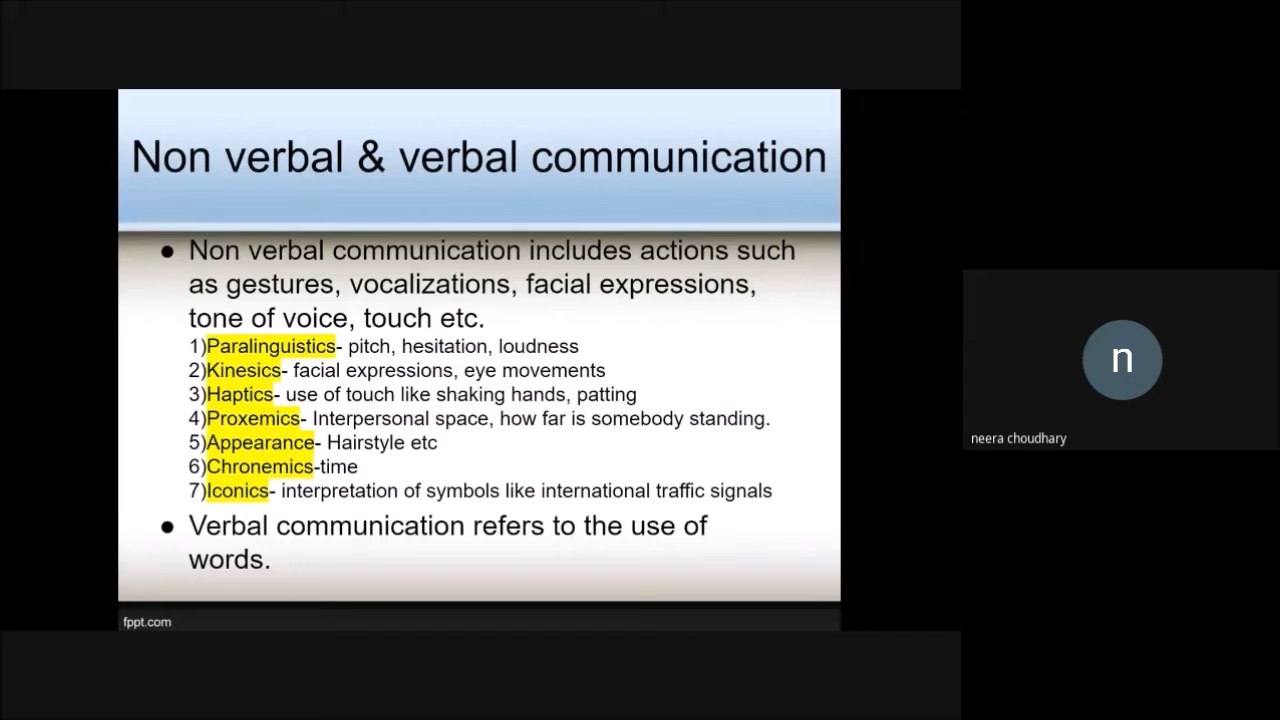 Non verbal & verbal communication
● Non verbal communication includes actions such
as gestures, vocalizations, facial expressions,
tone of voice, touch etc.
1)Paralinguistics- pitch, hesitation, loudness
2)Kinesics- facial expressions, eye movements
3)Haptics- use of touch like shaking hands, patting
4)Proxemics- Interpersonal space, how far is somebody standing.
5)Appearance- Hairstyle etc
6)Chronemics-time
7)Iconics- interpretation of symbols like international traffic signals
● Verbal communication refers to the use of
words.
fppt.com
n
neera choudhary